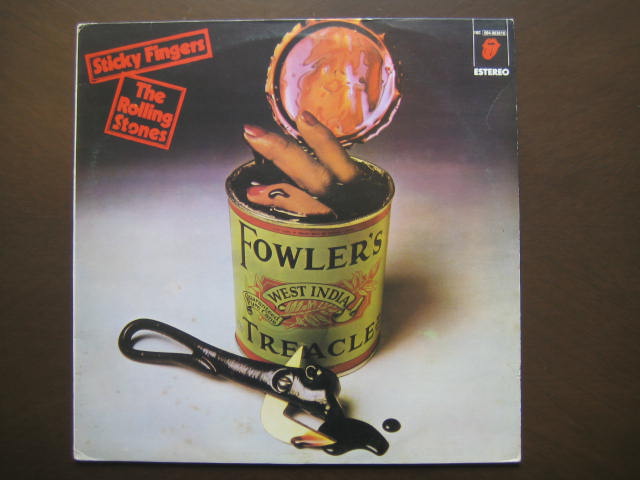 Sticky Fingers
The
Rolling
Stones
ESTEREO
FOWLER'S
WEST INDIA
TREACLE